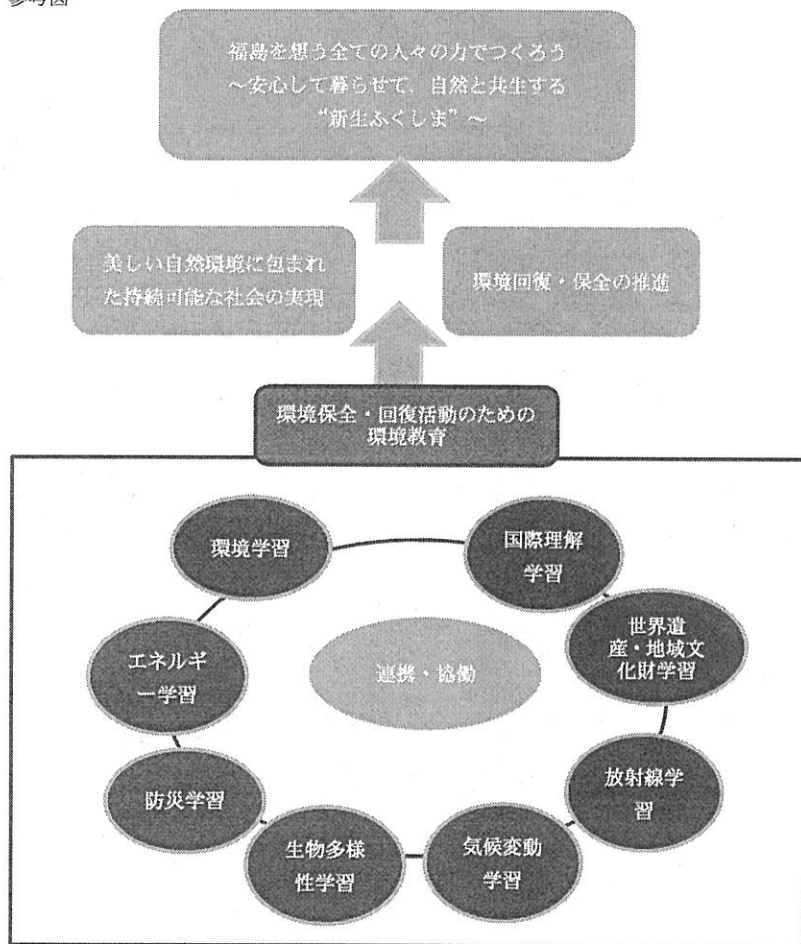 参考図
福島を想う全ての人々の力でつくろう
～安心して暮らせて、自然と共生する
“新生ふくしま”～
美しい自然環境に包まれ
た持続可能な社会の実現
環境回復・保全の推進
環境保全・回復活動のための
環境教育
環境学習
国際理解
学習
世界遺
産・地域文
化財学習
エネルギ
ー学習
連携・協働
放射線学
習
防災学習
生物多様
性学習
気候変動
学習